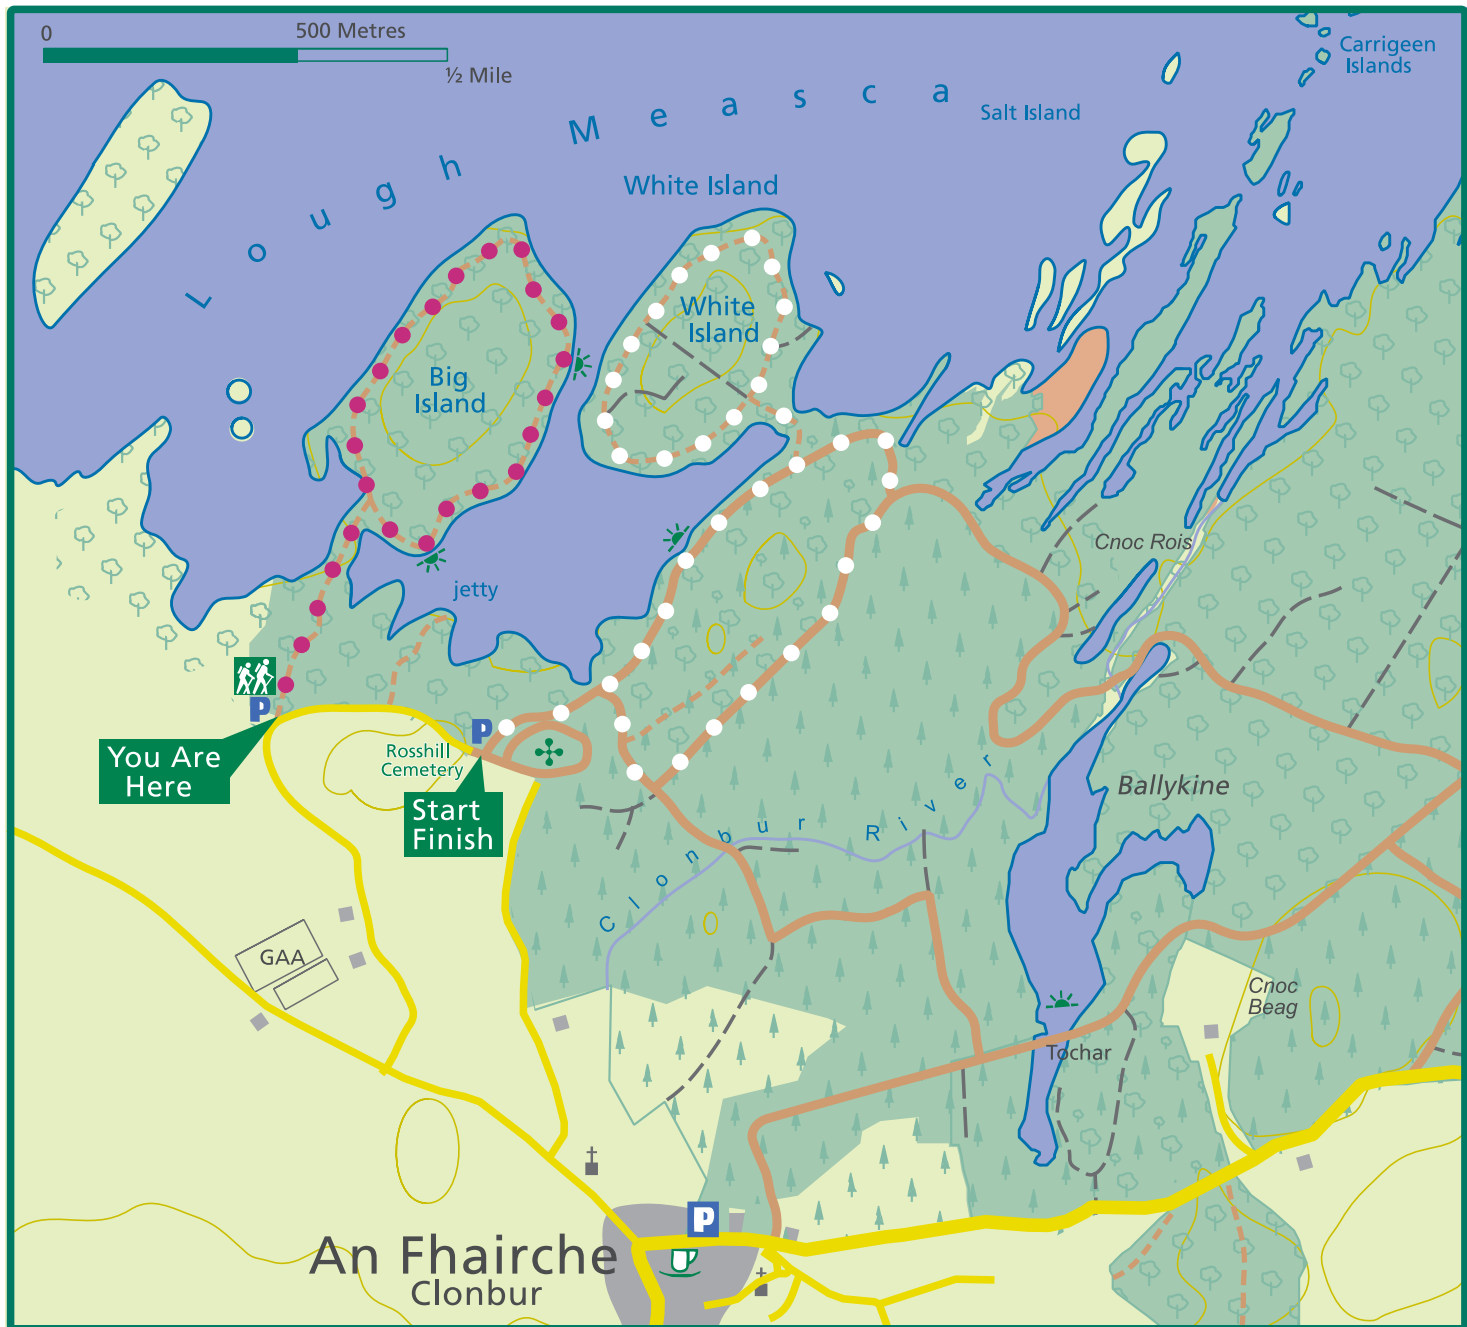 0
500 Metres
½ Mile
Carrigeen
Islands
Salt Island
Lough Measca
White Island
White
Island
Big
Island
Cnoc Rois
jetty
P
You Are
Here
P
Rosshill
Cemetery
Start
Finish
Ballykine
Clonbur River
GAA
Cnoc
Beag
Tochar
P
An Fhairche
Clonbur